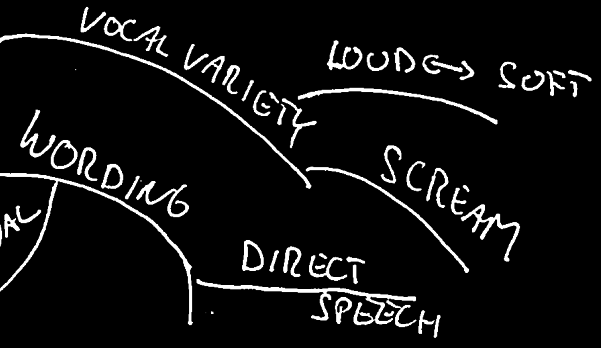 VOCAL VARIETY
LOUD ↔ SOFT
SCREAM
WORDING
DIRECT
SPEECH